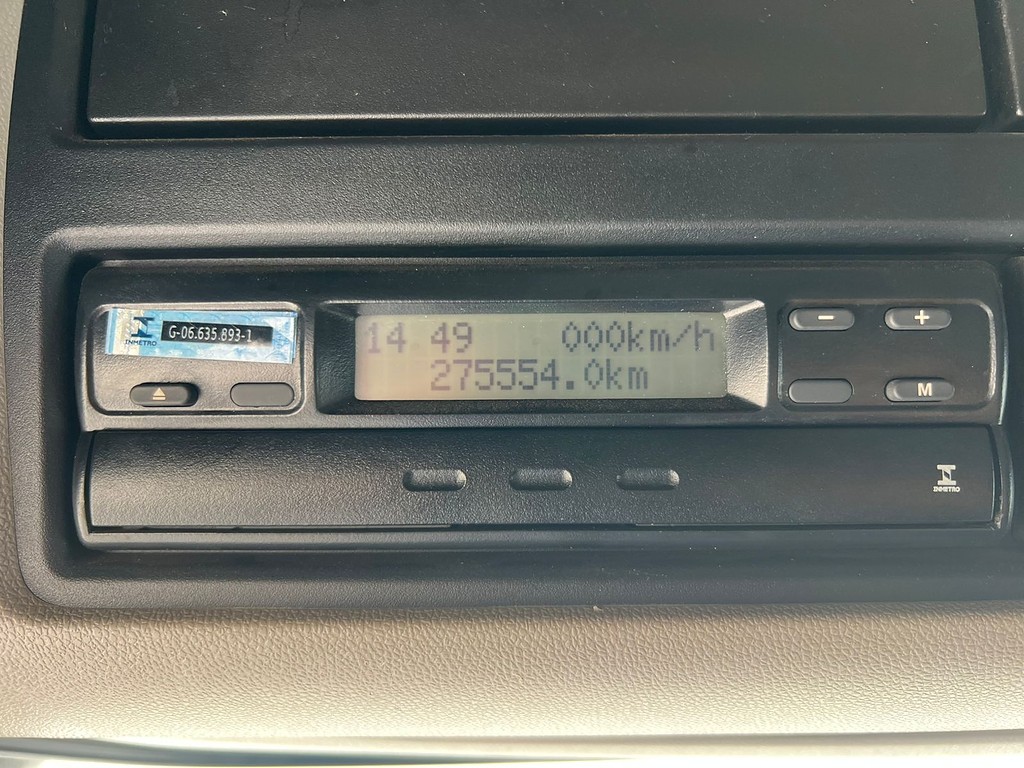 INMETRO
G-06.635.893-1
14 49 000km/h
275554.0km
- +
M
INMETRO